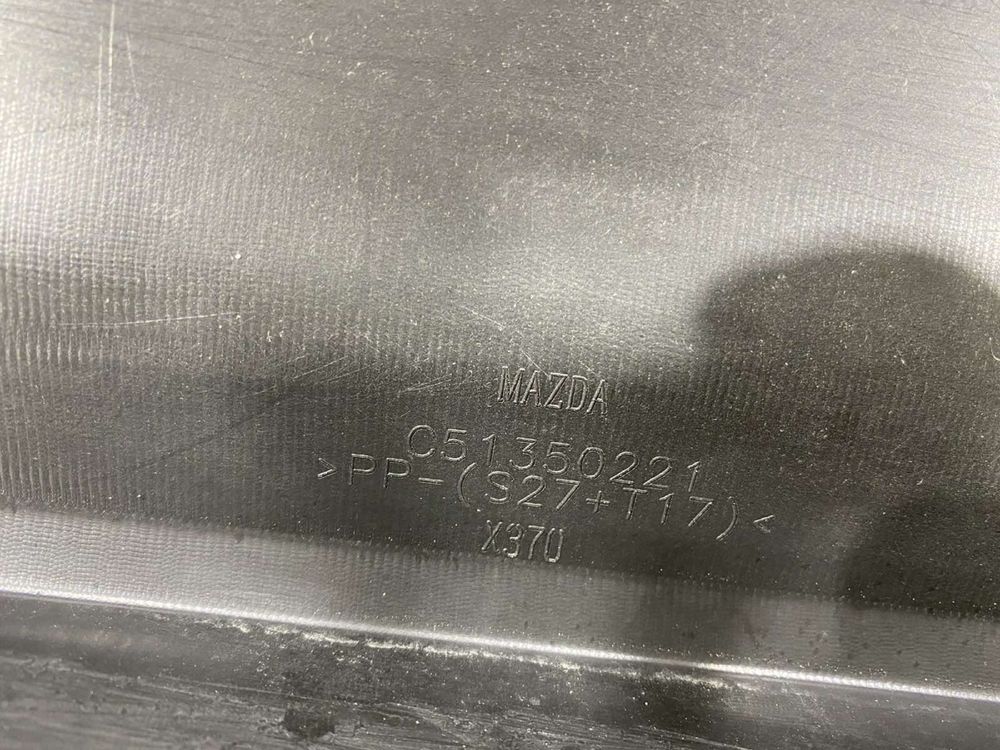 MAZDA
C51350221
>PP-(S27+T17)<
X370